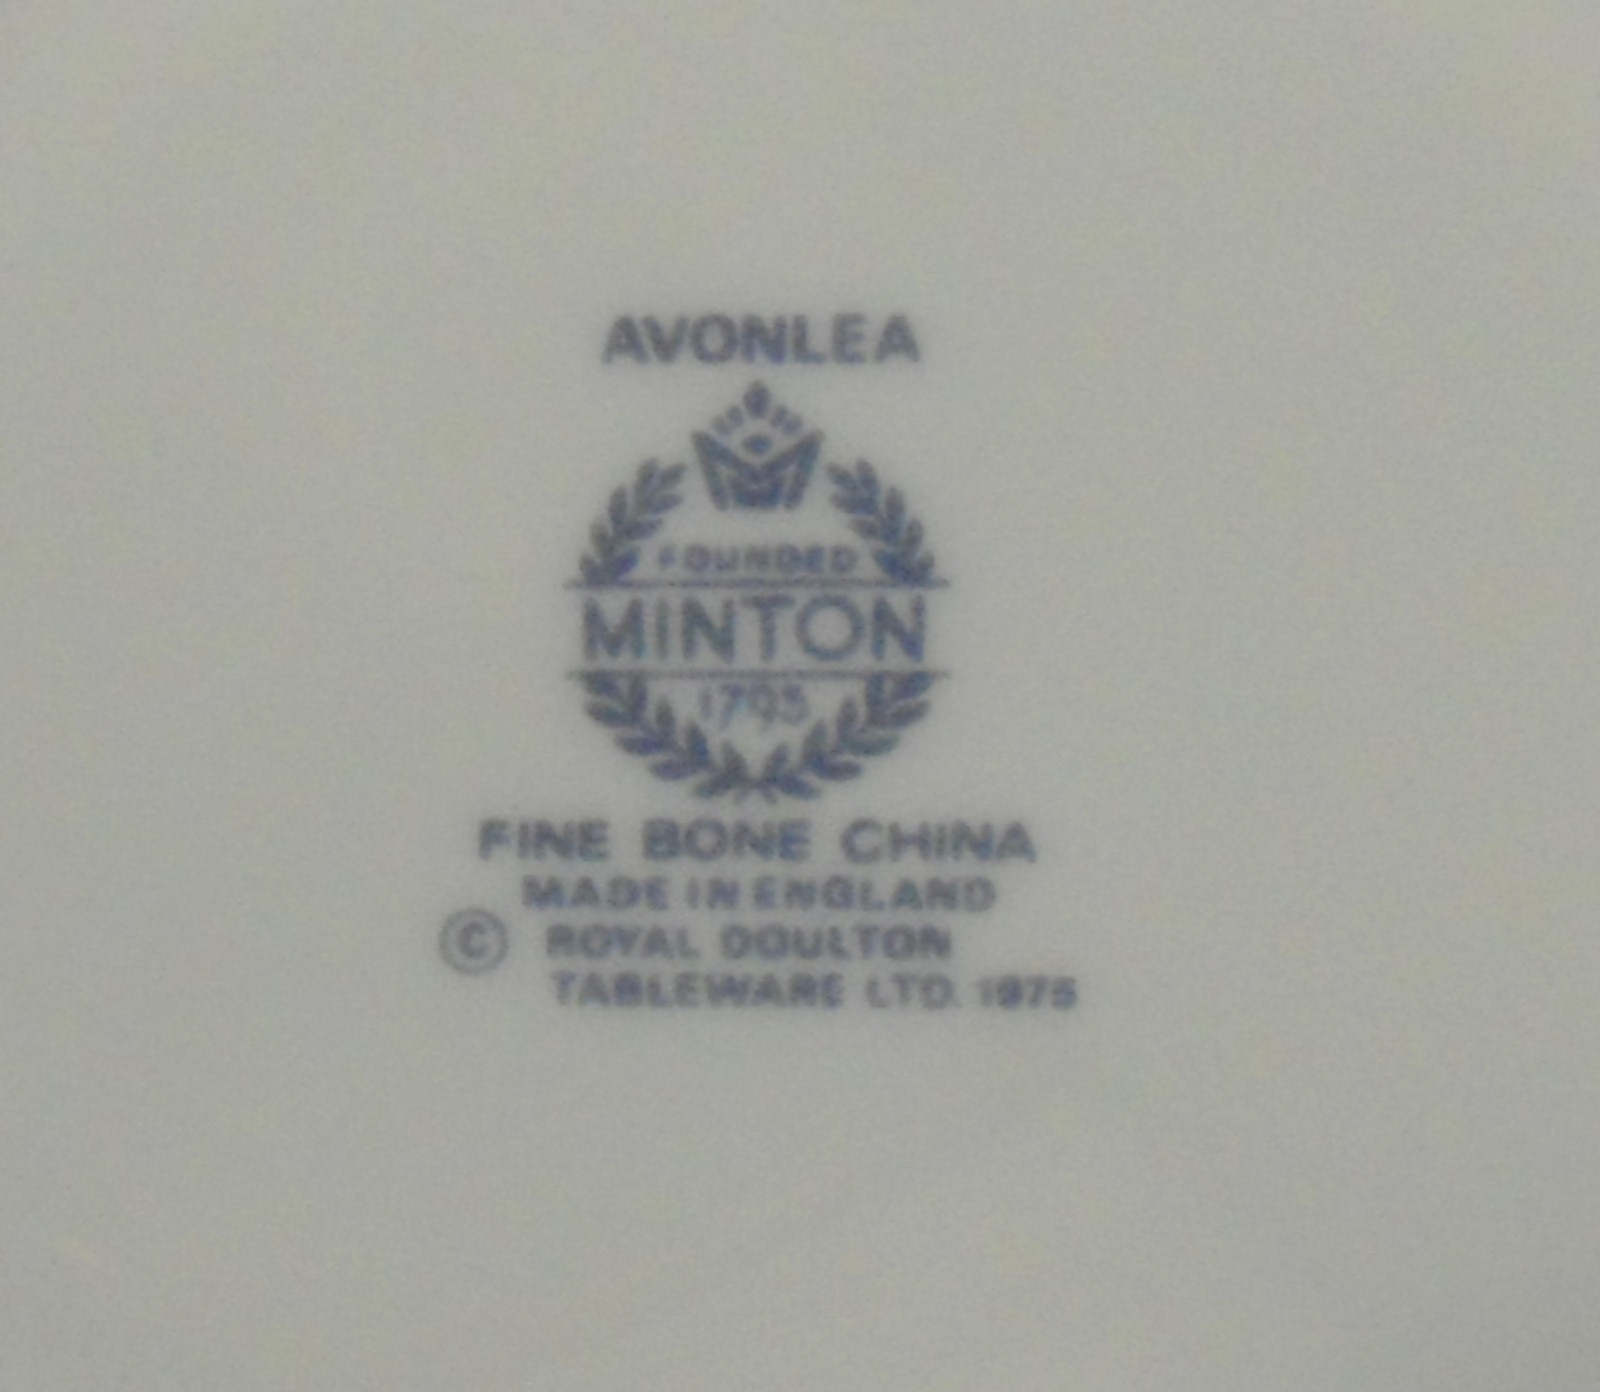 AVONLEA
FOUNDED
MINTON
1793
FINE BONE CHINA
MADE IN ENGLAND
© ROYAL DOULTON
TABLEWARE LTD. 1975